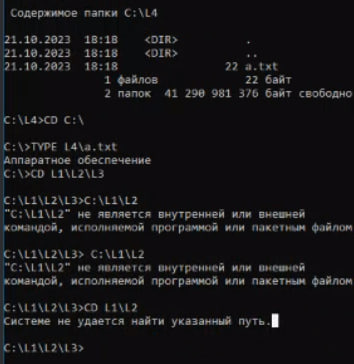 Содержимое папки C:\L4
21.10.2023 18:18 <DIR> .
21.10.2023 18:18 <DIR> ..
21.10.2023 18:18 22 a.txt
1 файлов 22 байт
2 папок 41 290 981 376 байт свободно
C:\L4>CD C:\
C:\>TYPE L4\a.txt
Аппаратное обеспечение
C:\>CD L1\L2\L3
C:\L1\L2\L3>C:\L1\L2
"C:\L1\L2" не является внутренней или внешней
командой, исполняемой программой или пакетным файлом
C:\L1\L2\L3> C:\L1\L2
"C:\L1\L2" не является внутренней или внешней
командой, исполняемой программой или пакетным файлом
C:\L1\L2\L3>CD L1\L2
Системе не удается найти указанный путь.
C:\L1\L2\L3>